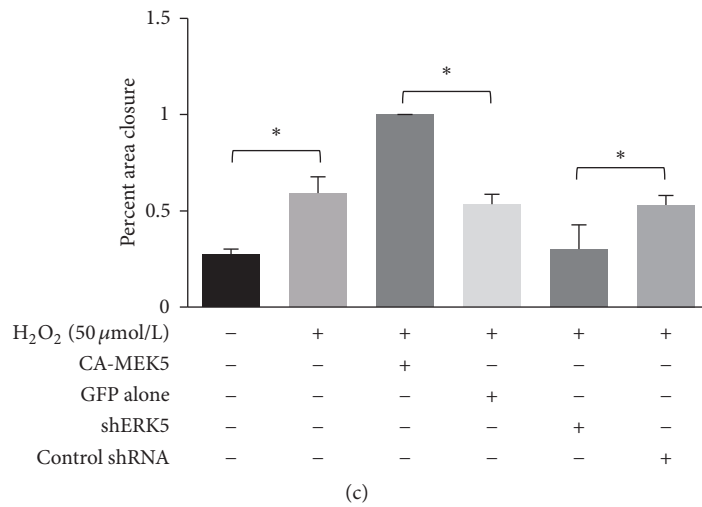 1.5
*
1
*
*
0.5
0
Percent area closure
H₂O₂ (50 μmol/L) − + + + + +
CA-MEK5 − − + − − −
GFP alone − − − + − −
shERK5 − − − − + −
Control shRNA − − − − − +
(c)